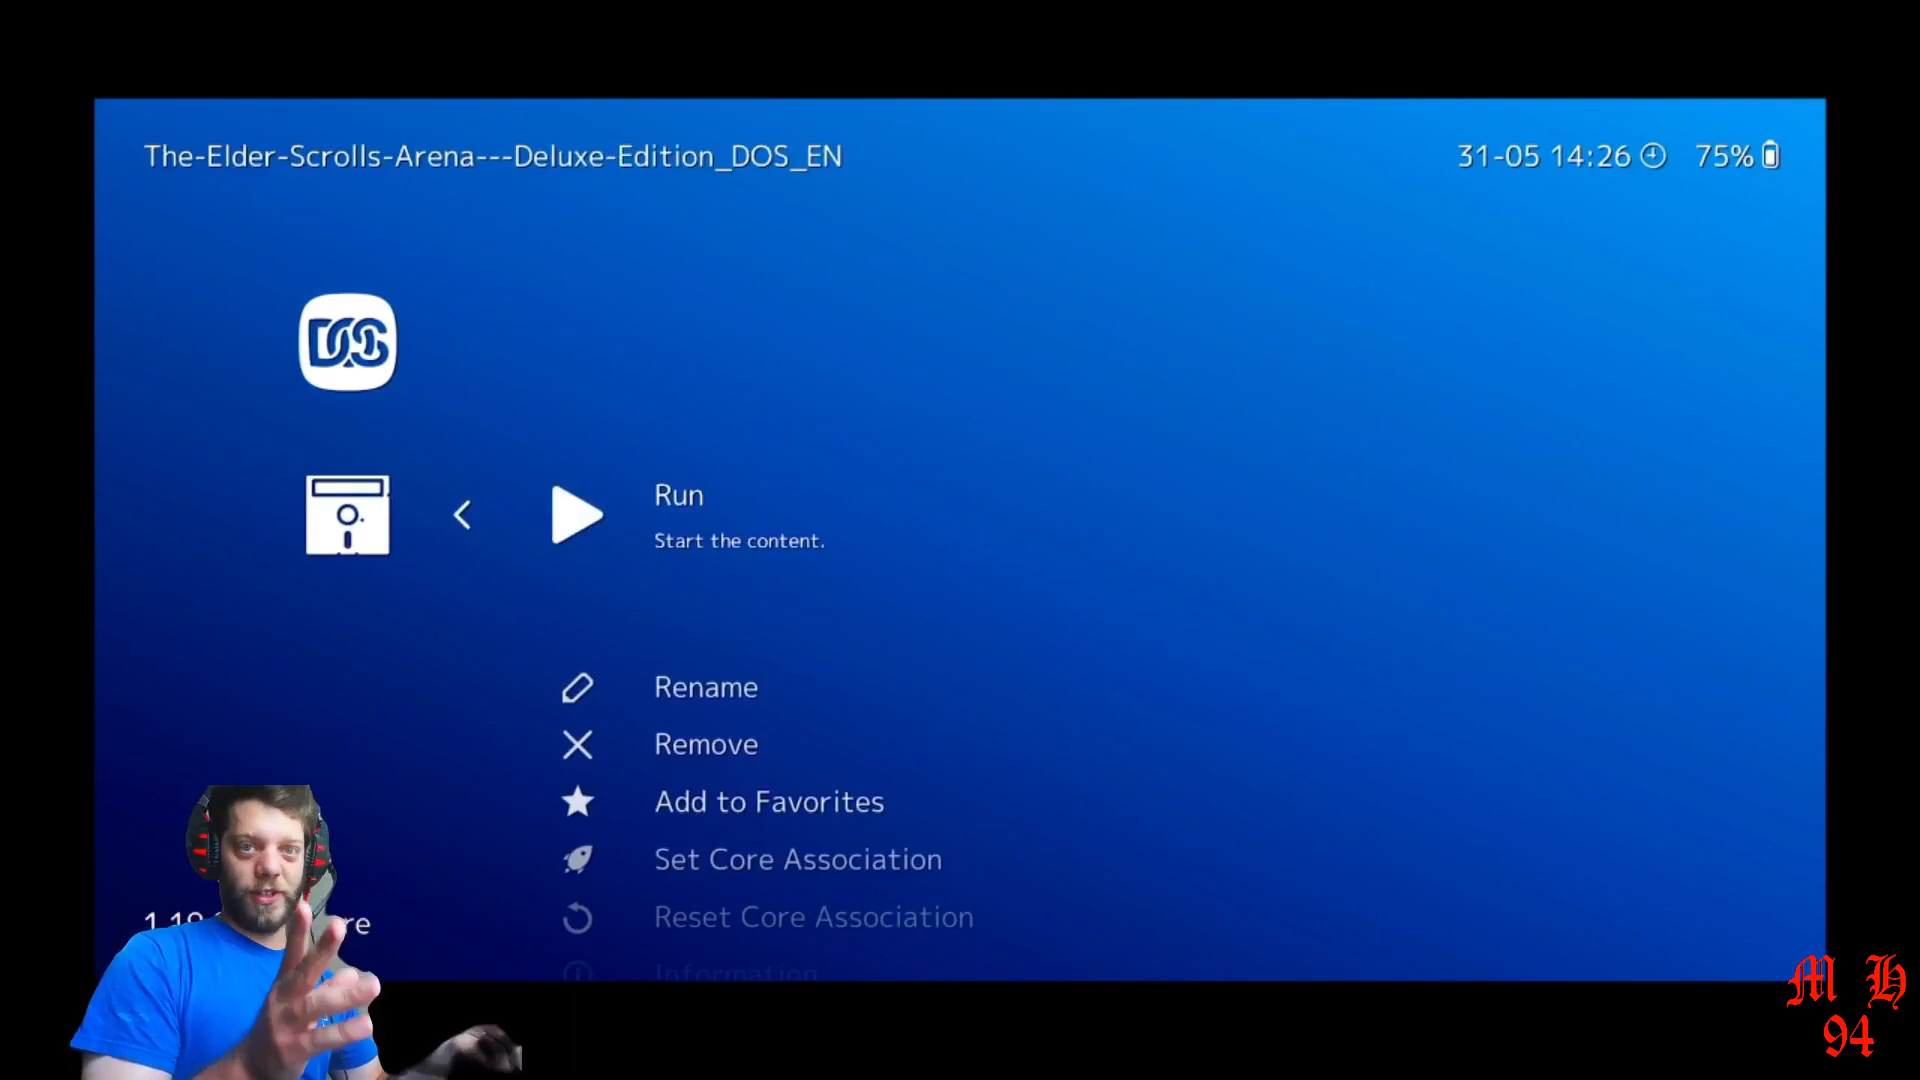 The-Elder-Scrolls-Arena---Deluxe-Edition_DOS_EN
31-05 14:26
75%
DOS
Run
Start the content.
Rename
Remove
Add to Favorites
Set Core Association
Reset Core Association
Information
M H
94